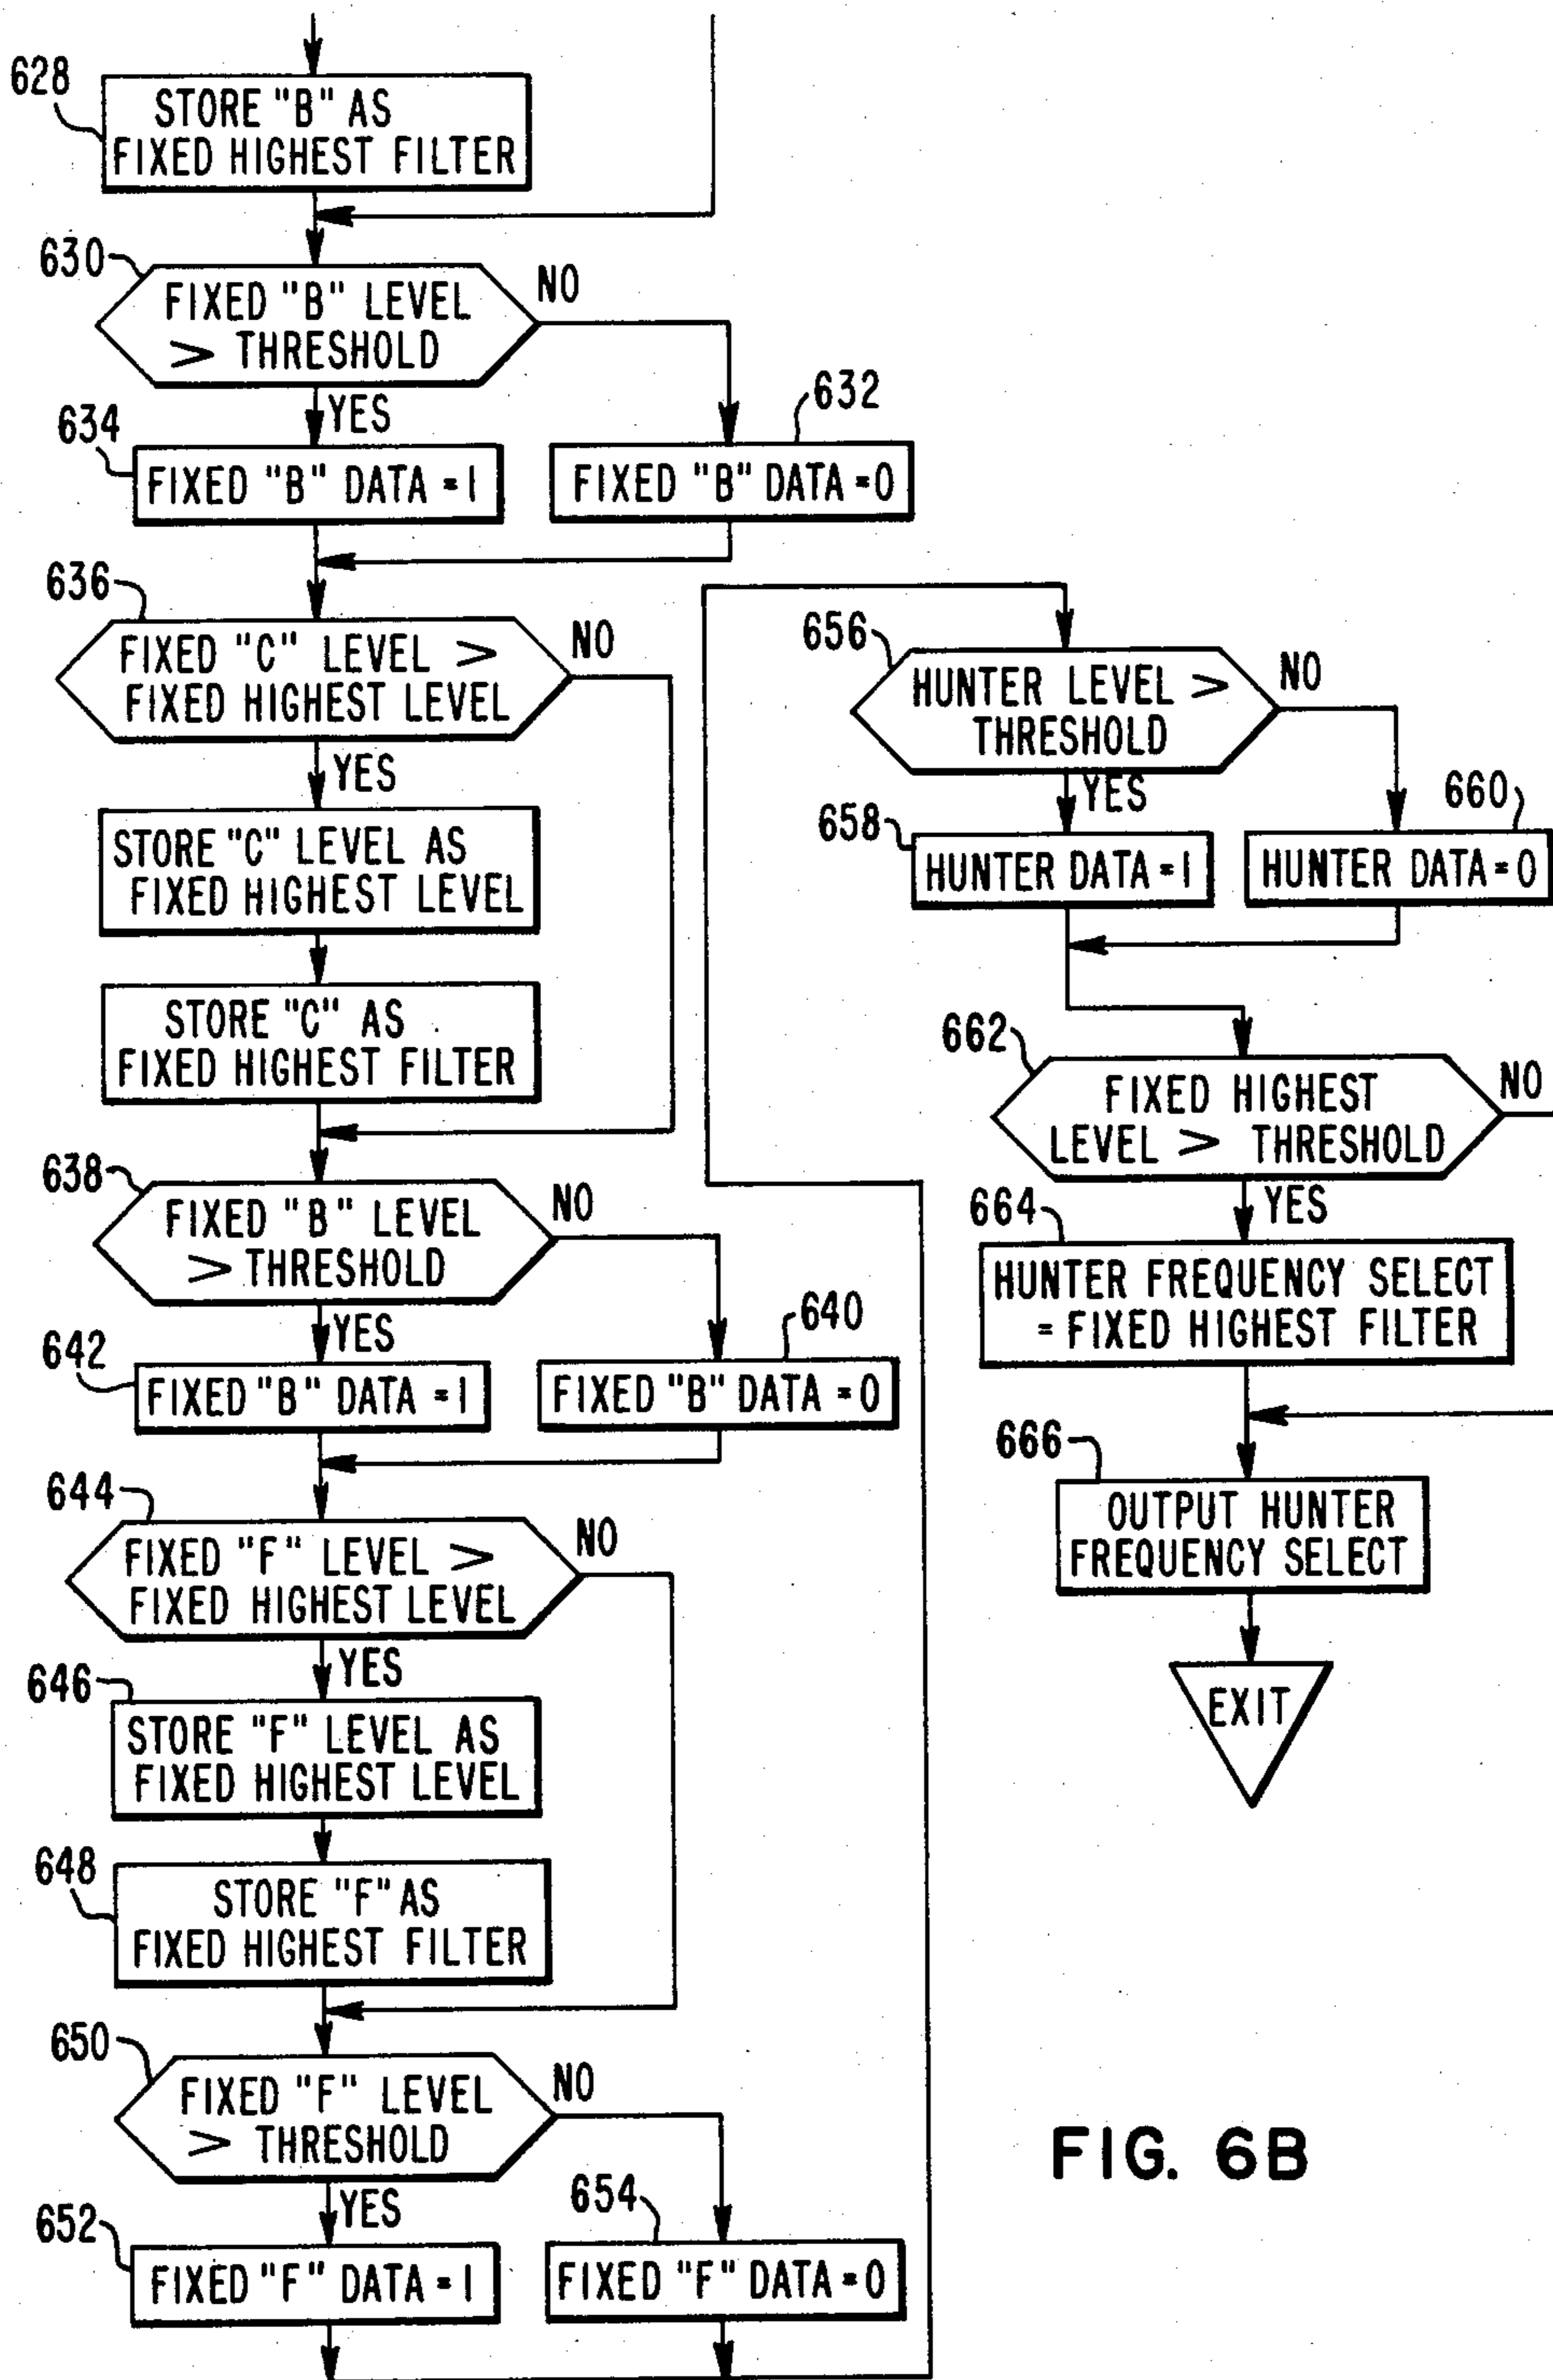 628
STORE "B" AS
FIXED HIGHEST FILTER
630
FIXED "B" LEVEL
> THRESHOLD
NO
YES
634
FIXED "B" DATA = 1
632
FIXED "B" DATA = 0
636
FIXED "C" LEVEL >
FIXED HIGHEST LEVEL
NO
YES
STORE "C" LEVEL AS
FIXED HIGHEST LEVEL
STORE "C" AS
FIXED HIGHEST FILTER
638
FIXED "B" LEVEL
> THRESHOLD
NO
YES
642
FIXED "B" DATA = 1
640
FIXED "B" DATA = 0
644
FIXED "F" LEVEL >
FIXED HIGHEST LEVEL
NO
YES
646
STORE "F" LEVEL AS
FIXED HIGHEST LEVEL
648
STORE "F" AS
FIXED HIGHEST FILTER
650
FIXED "F" LEVEL
> THRESHOLD
NO
YES
652
FIXED "F" DATA = 1
654
FIXED "F" DATA = 0
656
HUNTER LEVEL >
THRESHOLD
NO
YES
658
HUNTER DATA = 1
660
HUNTER DATA = 0
662
FIXED HIGHEST
LEVEL > THRESHOLD
NO
YES
664
HUNTER FREQUENCY SELECT
= FIXED HIGHEST FILTER
666
OUTPUT HUNTER
FREQUENCY SELECT
EXIT
FIG. 6B